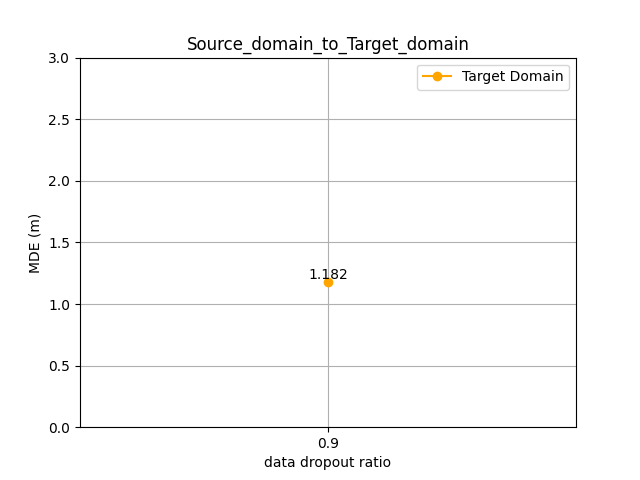 Source_domain_to_Target_domain
3.0
Target Domain
2.5
2.0
1.5
MDE (m)
1.182
1.0
0.5
0.0
0.9
data dropout ratio